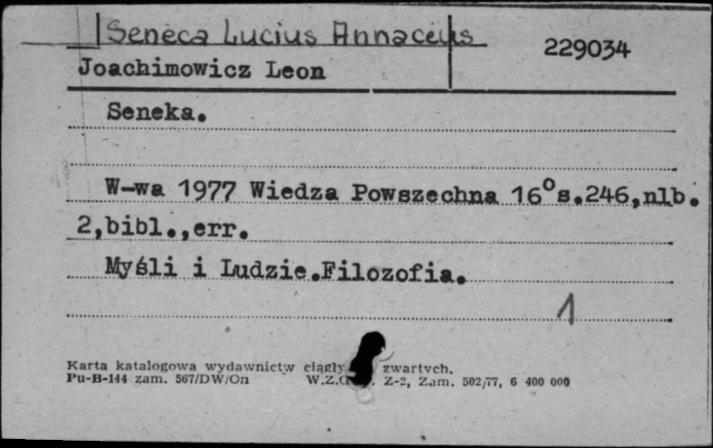 Seneca Lucius Annaceus
229034
Joachimowicz Leon
Seneka.
W-wa 1977 Wiedza Powszechna 16°s.246,nlb.
2,bibl.,err.
Myśli i Ludzie.Filozofia.
1
Karta katalogowa wydawnictw ciągły zwartych.
Pu-B-144 zam. 567/DW/On W.Z. Z-2, Zam. 502/77, 6 400 000